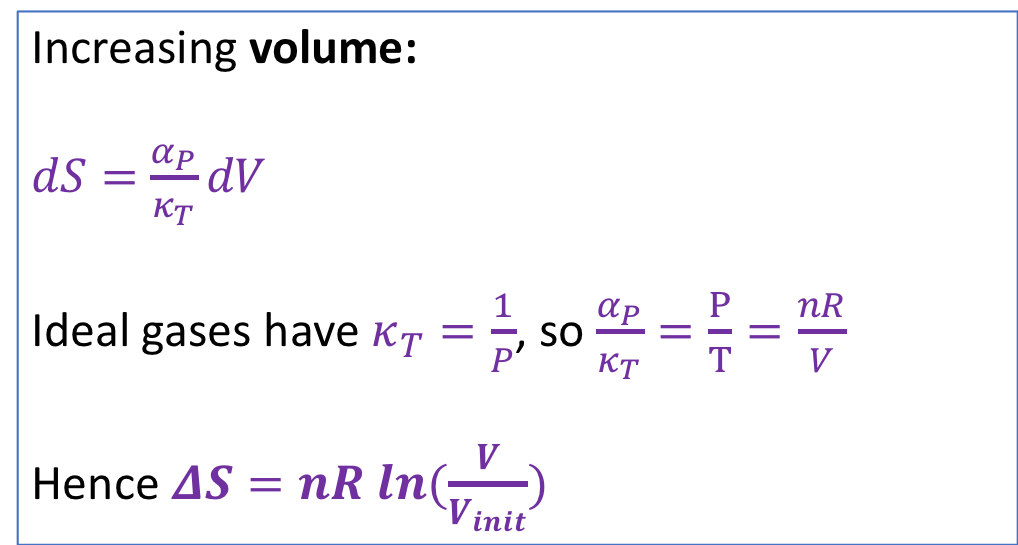 Increasing volume:
dS = α_P/κ_T dV
Ideal gases have κ_T = 1/P, so α_P/κ_T = P/T = nR/V
Hence ΔS = nR ln(V/V_init)